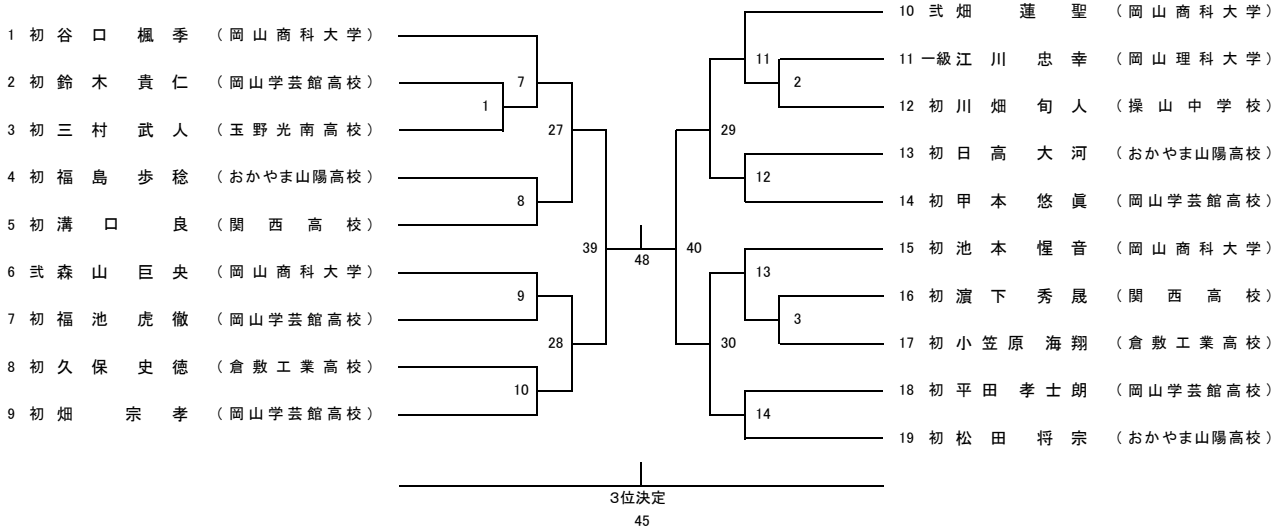 1 初 谷口 楓季 (岡山商科大学)
2 初 鈴木 貴仁 (岡山学芸館高校)
3 初 三村 武人 (玉野光南高校)
4 初 福島 歩稔 (おかやま山陽高校)
5 初 溝口 良 (関西高校)
6 弐 森山 巨央 (岡山商科大学)
7 初 福池 虎徹 (岡山学芸館高校)
8 初 久保 史徳 (倉敷工業高校)
9 初 畑 宗孝 (岡山学芸館高校)
7
1
27
8
39
9
28
10
48
40
11
2
29
12
13
3
30
14
10 弐 畑 蓮聖 (岡山商科大学)
11 一級 江川 忠幸 (岡山理科大学)
12 初 川畑 旬人 (操山中学校)
13 初 日高 大河 (おかやま山陽高校)
14 初 甲本 悠眞 (岡山学芸館高校)
15 初 池本 惺音 (岡山商科大学)
16 初 濵下 秀晟 (関西高校)
17 初 小笠原 海翔 (倉敷工業高校)
18 初 平田 孝士朗 (岡山学芸館高校)
19 初 松田 将宗 (おかやま山陽高校)
3位決定
45